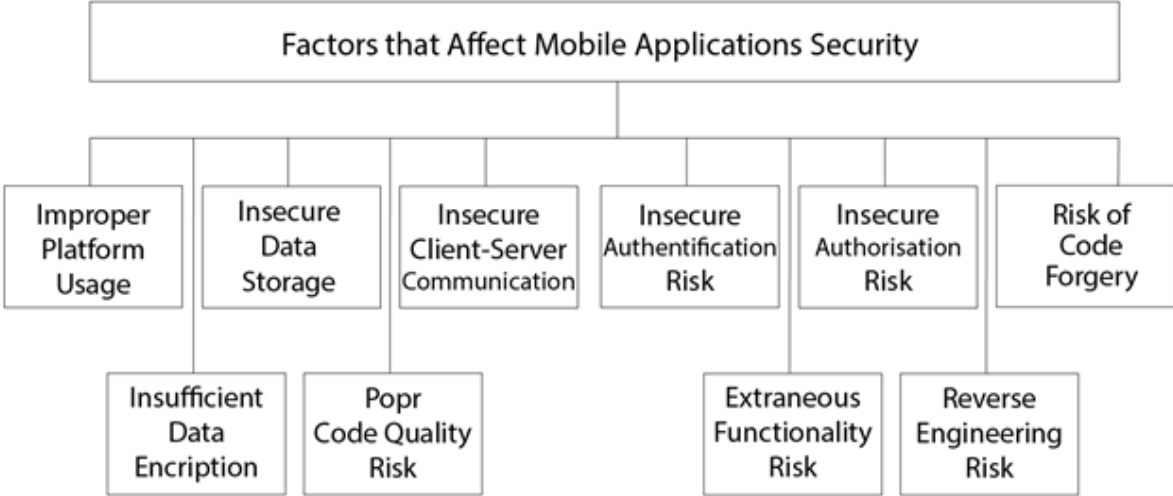 Factors that Affect Mobile Applications Security
Improper
Platform
Usage
Insecure
Data
Storage
Insecure
Client-Server
Communication
Insecure
Authentification
Risk
Insecure
Authorisation
Risk
Risk of
Code
Forgery
Insufficient
Data
Encription
Popr
Code Quality
Risk
Extraneous
Functionality
Risk
Reverse
Engineering
Risk